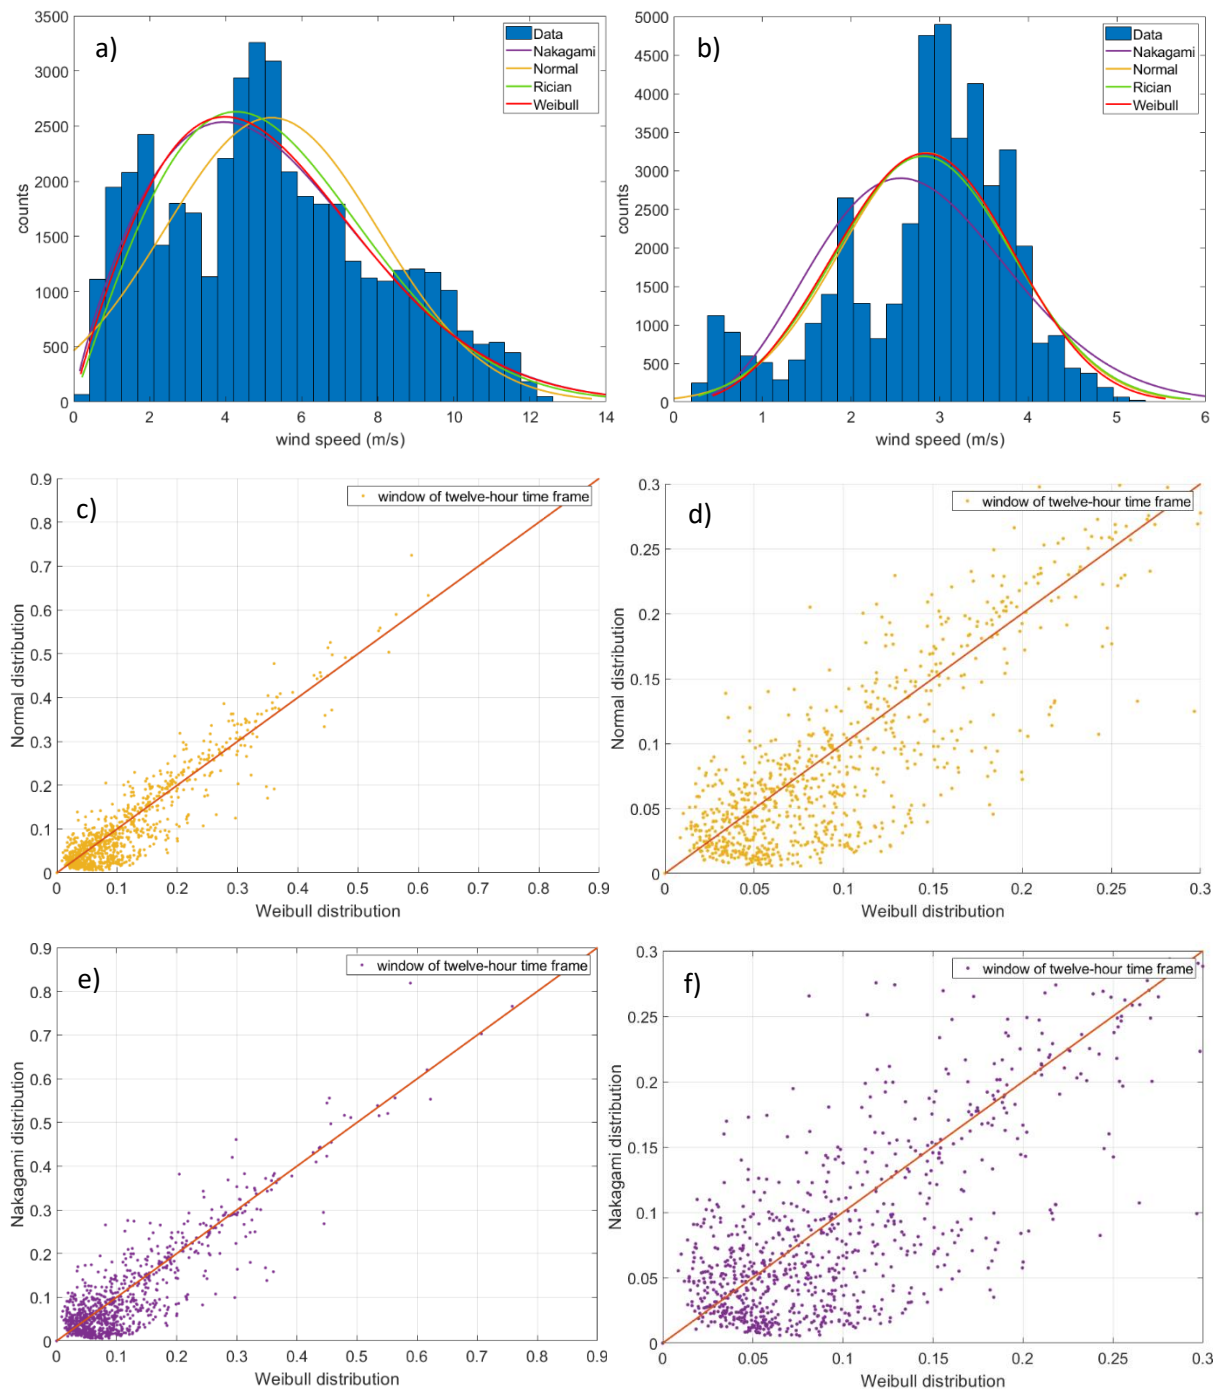 a)
3500
3000
2500
2000
1500
1000
500
0
counts
0 2 4 6 8 10 12 14
wind speed (m/s)
Data
Nakagami
Normal
Rician
Weibull
b)
5000
4500
4000
3500
3000
2500
2000
1500
1000
500
0
counts
0 1 2 3 4 5 6
wind speed (m/s)
Data
Nakagami
Normal
Rician
Weibull
c)
window of twelve-hour time frame
0.9
0.8
0.7
0.6
0.5
0.4
0.3
0.2
0.1
0
Normal distribution
0 0.1 0.2 0.3 0.4 0.5 0.6 0.7 0.8 0.9
Weibull distribution
d)
window of twelve-hour time frame
0.3
0.25
0.2
0.15
0.1
0.05
0
Normal distribution
0 0.05 0.1 0.15 0.2 0.25 0.3
Weibull distribution
e)
window of twelve-hour time frame
0.9
0.8
0.7
0.6
0.5
0.4
0.3
0.2
0.1
0
Nakagami distribution
0 0.1 0.2 0.3 0.4 0.5 0.6 0.7 0.8 0.9
Weibull distribution
f)
window of twelve-hour time frame
0.3
0.25
0.2
0.15
0.1
0.05
0
Nakagami distribution
0 0.05 0.1 0.15 0.2 0.25 0.3
Weibull distribution